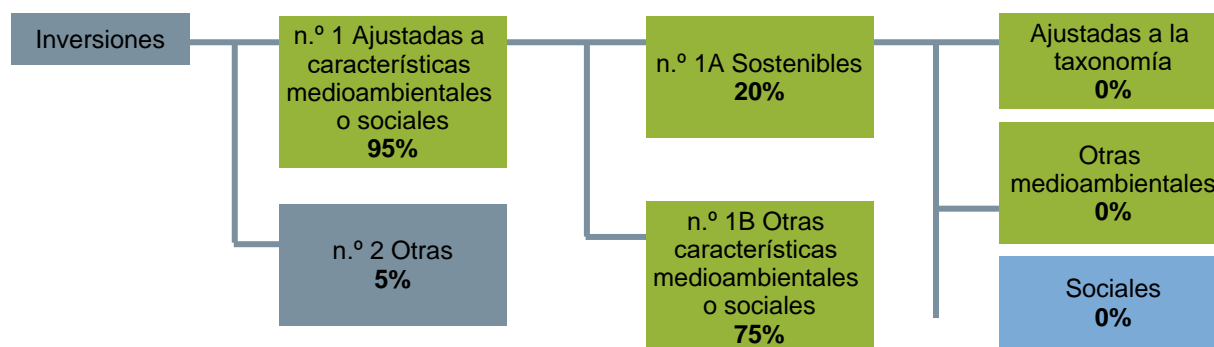 Inversiones
n.º 1 Ajustadas a
características
medioambientales
o sociales
95%
n.º 2 Otras
5%
n.º 1A Sostenibles
20%
n.º 1B Otras
características
medioambientales
o sociales
75%
Ajustadas a la
taxonomía
0%
Otras
medioambientales
0%
Sociales
0%